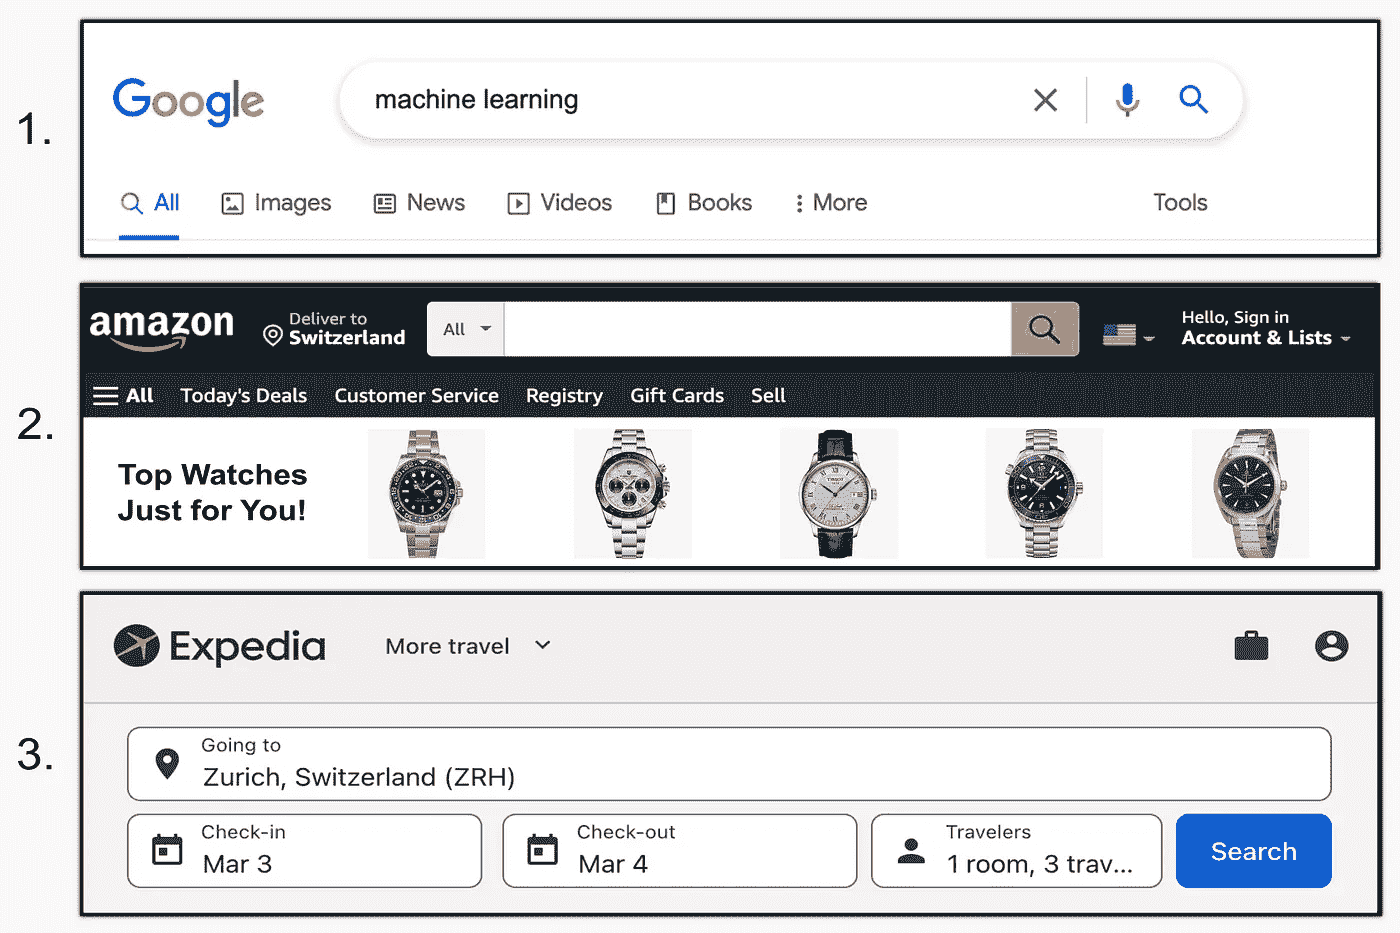 1.
Google
machine learning
All Images News Videos Books More Tools
2.
amazon
Deliver to
Switzerland
All
Hello, Sign in
Account & Lists
All Today's Deals Customer Service Registry Gift Cards Sell
Top Watches
Just for You!
TISSOT
3.
Expedia More travel
Going to
Zurich, Switzerland (ZRH)
Check-in
Mar 3
Check-out
Mar 4
Travelers
1 room, 3 trav...
Search